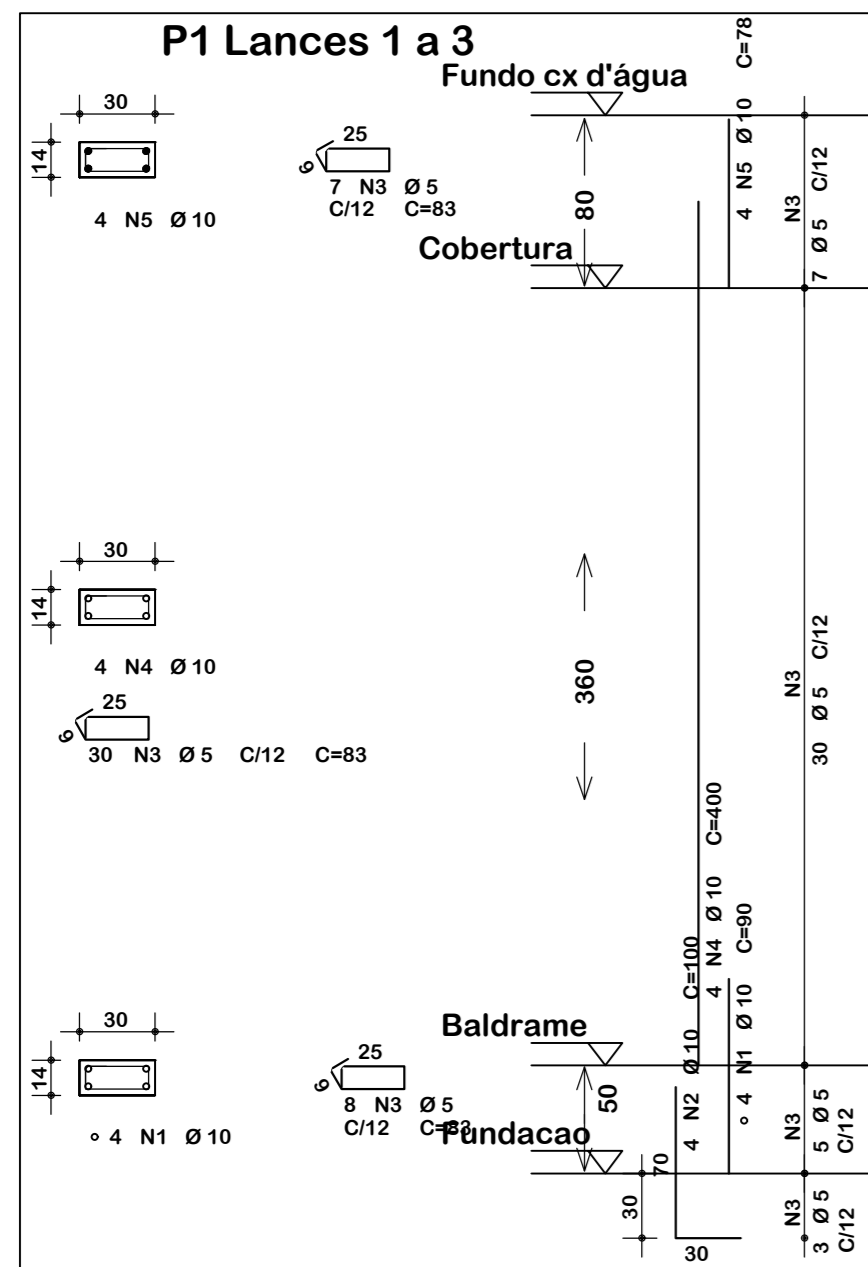 P1 Lances 1 a 3
Fundo cx d'água
30
14
4 N5 Ø 10
25
9
7 N3 Ø 5
C/12 C=83
80
4 N5 Ø 10 C=78
N3
7 Ø 5 C/12
Cobertura
30
14
4 N4 Ø 10
25
9
30 N3 Ø 5 C/12 C=83
360
N3
30 Ø 5 C/12
4 N4 Ø 10 C=400
Baldrame
30
14
4 N1 Ø 10
25
9
8 N3 Ø 5
C/12 C=83
50
4 N2 Ø 10 C=100
4 N1 Ø 10 C=90
N3
5 Ø 5
C/12
Fundacao
70
30
30
N3
3 Ø 5
C/12